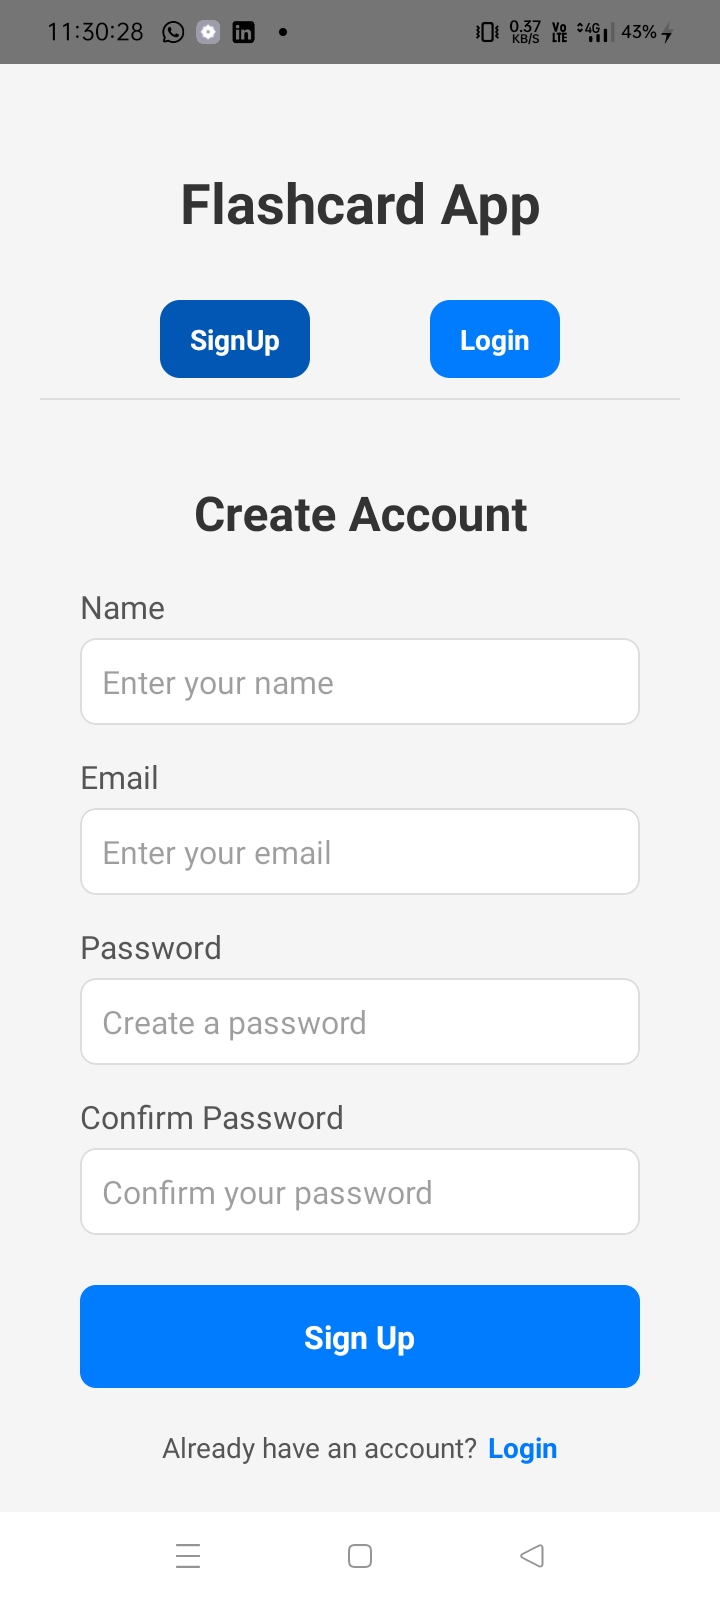 11:30:28 0.37 KB/S Vo LTE 4G 43%
Flashcard App
SignUp Login
Create Account
Name
Enter your name
Email
Enter your email
Password
Create a password
Confirm Password
Confirm your password
Sign Up
Already have an account? Login